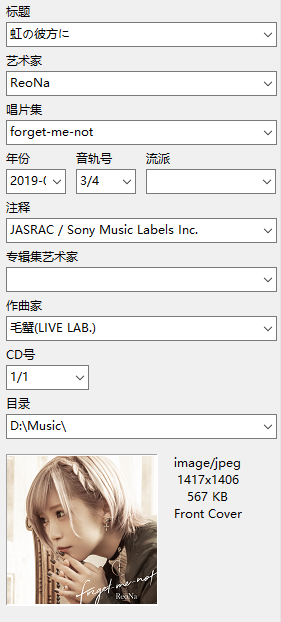 标题
虹の彼方に
艺术家
ReoNa
唱片集
forget-me-not
年份 音轨号 流派
2019-0 3/4
注释
JASRAC / Sony Music Labels Inc.
专辑集艺术家
作曲家
毛蟹(LIVE LAB.)
CD号
1/1
目录
D:\Music\
image/jpeg
1417x1406
567 KB
Front Cover
forget-me-not
ReoNa